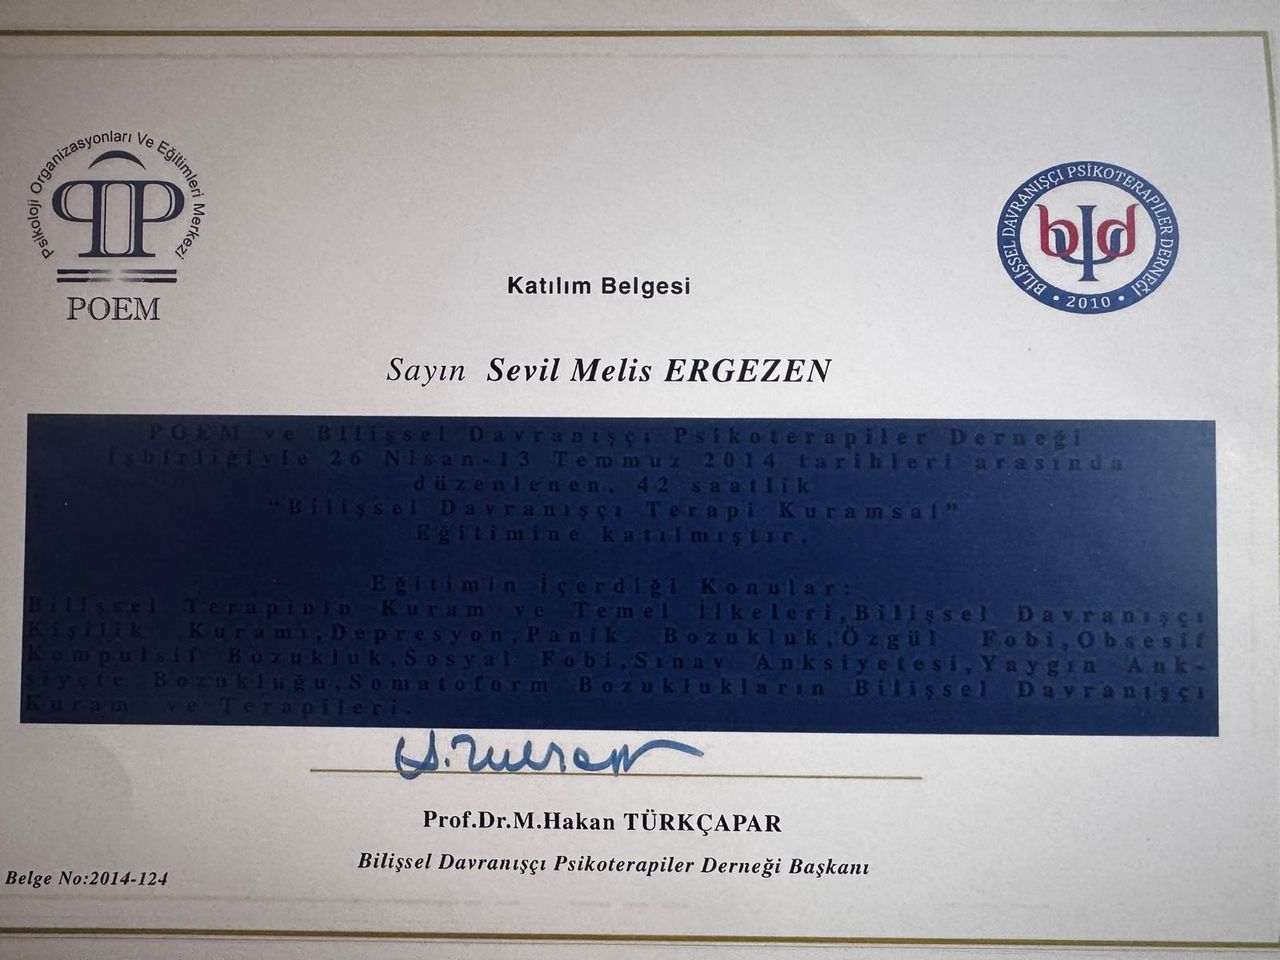 Psikoloji Organizasyonları Ve Eğitimleri Merkezi
POEM
BİLİŞSEL DAVRANIŞÇI PSİKOTERAPİLER DERNEĞİ
bd
• 2010 •
Katılım Belgesi
Sayın Sevil Melis ERGEZEN
POEM ve Bilişsel Davranışçı Psikoterapiler Derneği
İşbirliğiyle 26 Nisan-13 Temmuz 2014 tarihleri arasında
düzenlenen, 42 saatlik
“Bilişsel Davranışçı Terapi Kuramsal”
Eğitimine katılmıştır.
Eğitimin İçerdiği Konular:
Bilişsel Terapinin Kuram ve Temel İlkeleri,Bilişsel Davranışçı
Kişilik Kuramı,Depresyon,Panik Bozukluk,Özgül Fobi,Obsesif
Kompulsif Bozukluk,Sosyal Fobi,Sınav Anksiyetesi,Yaygın Ank-
siyete Bozukluğu,Somatoform Bozuklukların Bilişsel Davranışçı
Kuram ve Terapileri.
Prof.Dr.M.Hakan TÜRKÇAPAR
Bilişsel Davranışçı Psikoterapiler Derneği Başkanı
Belge No:2014-124